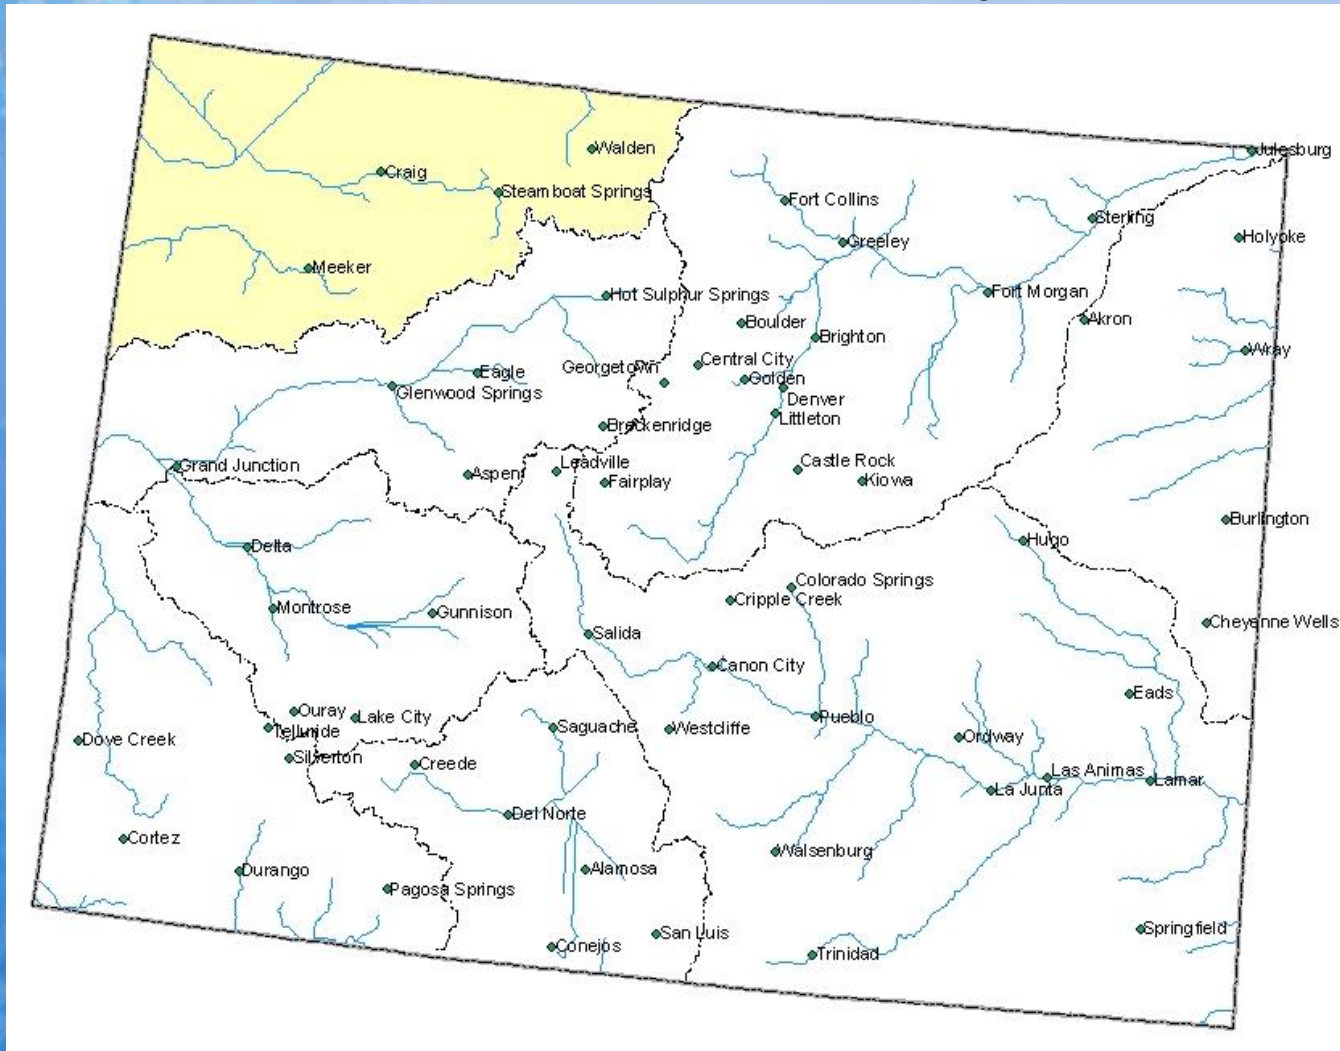 Walden
Julesburg
Craig
Steamboat Springs
Fort Collins
Sterling
Greeley
Holyoke
Meeker
Hot Sulphur Springs
Fort Morgan
Boulder
Akron
Brighton
Wray
Central City
Georgetown
Eagle
Golden
Glenwood Springs
Denver
Littleton
Breckenridge
Grand Junction
Aspen
Leadville
Castle Rock
Fairplay
Kiowa
Burlington
Delta
Hugo
Colorado Springs
Cripple Creek
Montrose
Gunnison
Cheyenne Wells
Salida
Canon City
Eads
Ouray
Lake City
Pueblo
Telluride
Saguache
Westcliffe
Dove Creek
Ordway
Silverton
Creede
Las Animas
Lamar
La Junta
Del Norte
Cortez
Walsenburg
Durango
Alamosa
Pagosa Springs
San Luis
Springfield
Conejos
Trinidad